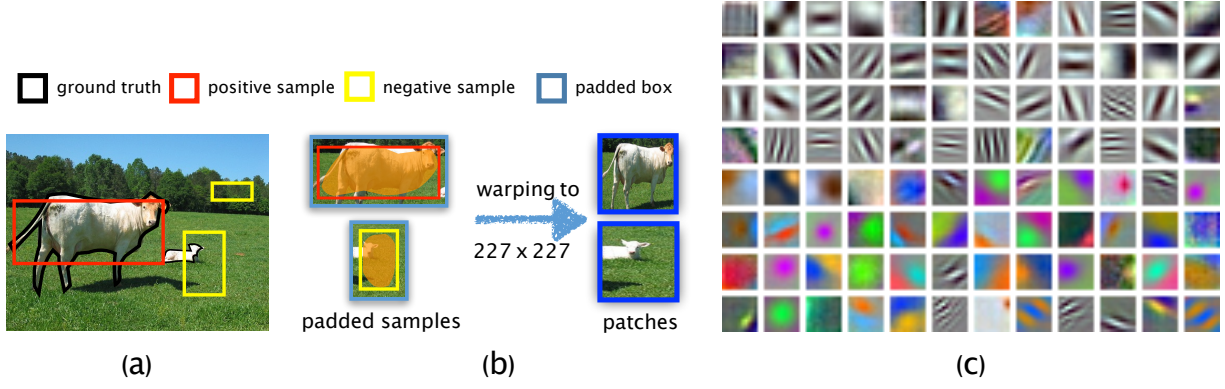 ground truth
positive sample
negative sample
padded box
warping to
227 x 227
padded samples
patches
(a)
(b)
(c)